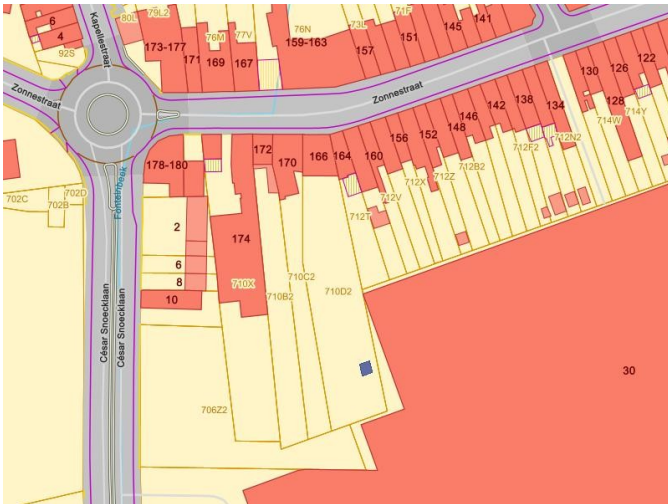 80L
79L2
76N
73L
71F
141
6
Kapellestraat
76M
77V
145
4
173-177
159-163
151
92S
171
169
167
157
122
130
126
Zonnestraat
Zonnestraat
138
134
128
714Y
142
714W
146
148
152
156
712F2
712N2
172
166
164
160
178-180
170
712B2
712Z
712X
Fonteinbeek
702D
702C
702B
712V
712T
2
174
6
8
710X
710C2
710D2
710B2
10
César Snoecklaan
César Snoecklaan
30
706Z2